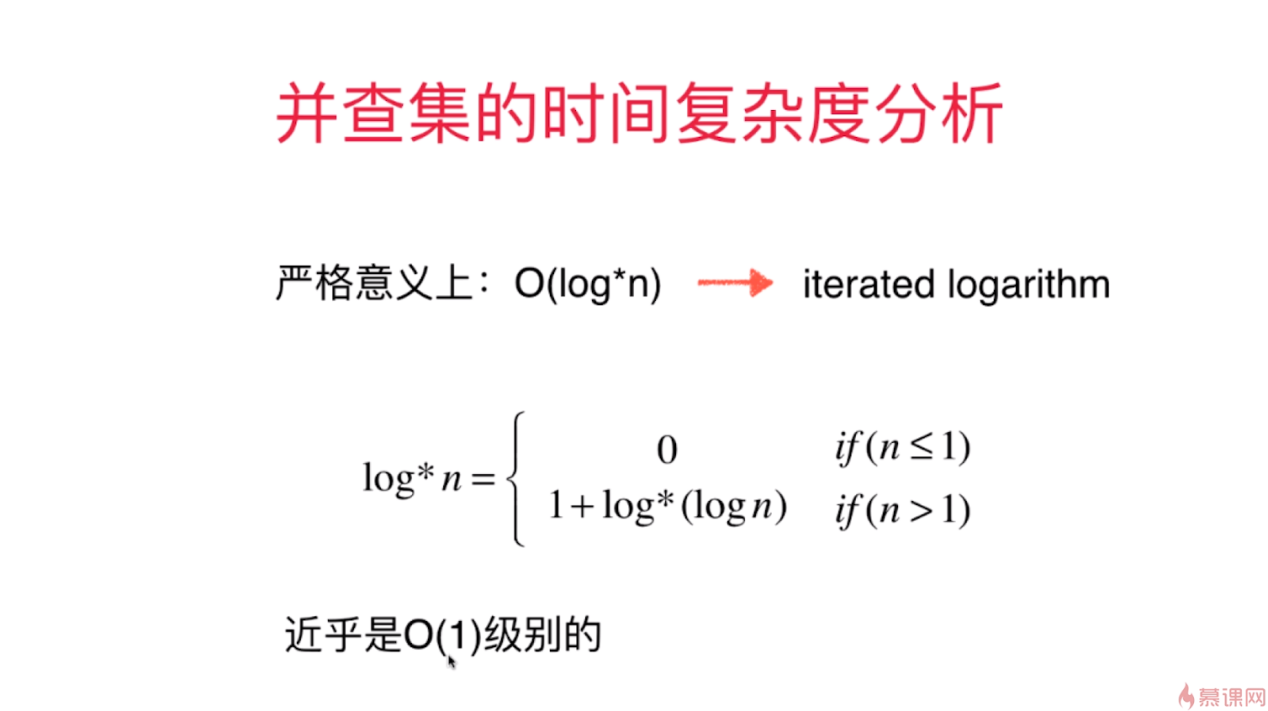 并查集的时间复杂度分析
严格意义上：O(log*n) → iterated logarithm
log* n = { 0 if (n ≤ 1)
1 + log* (log n) if (n > 1)
近乎是O(1)级别的
慕课网